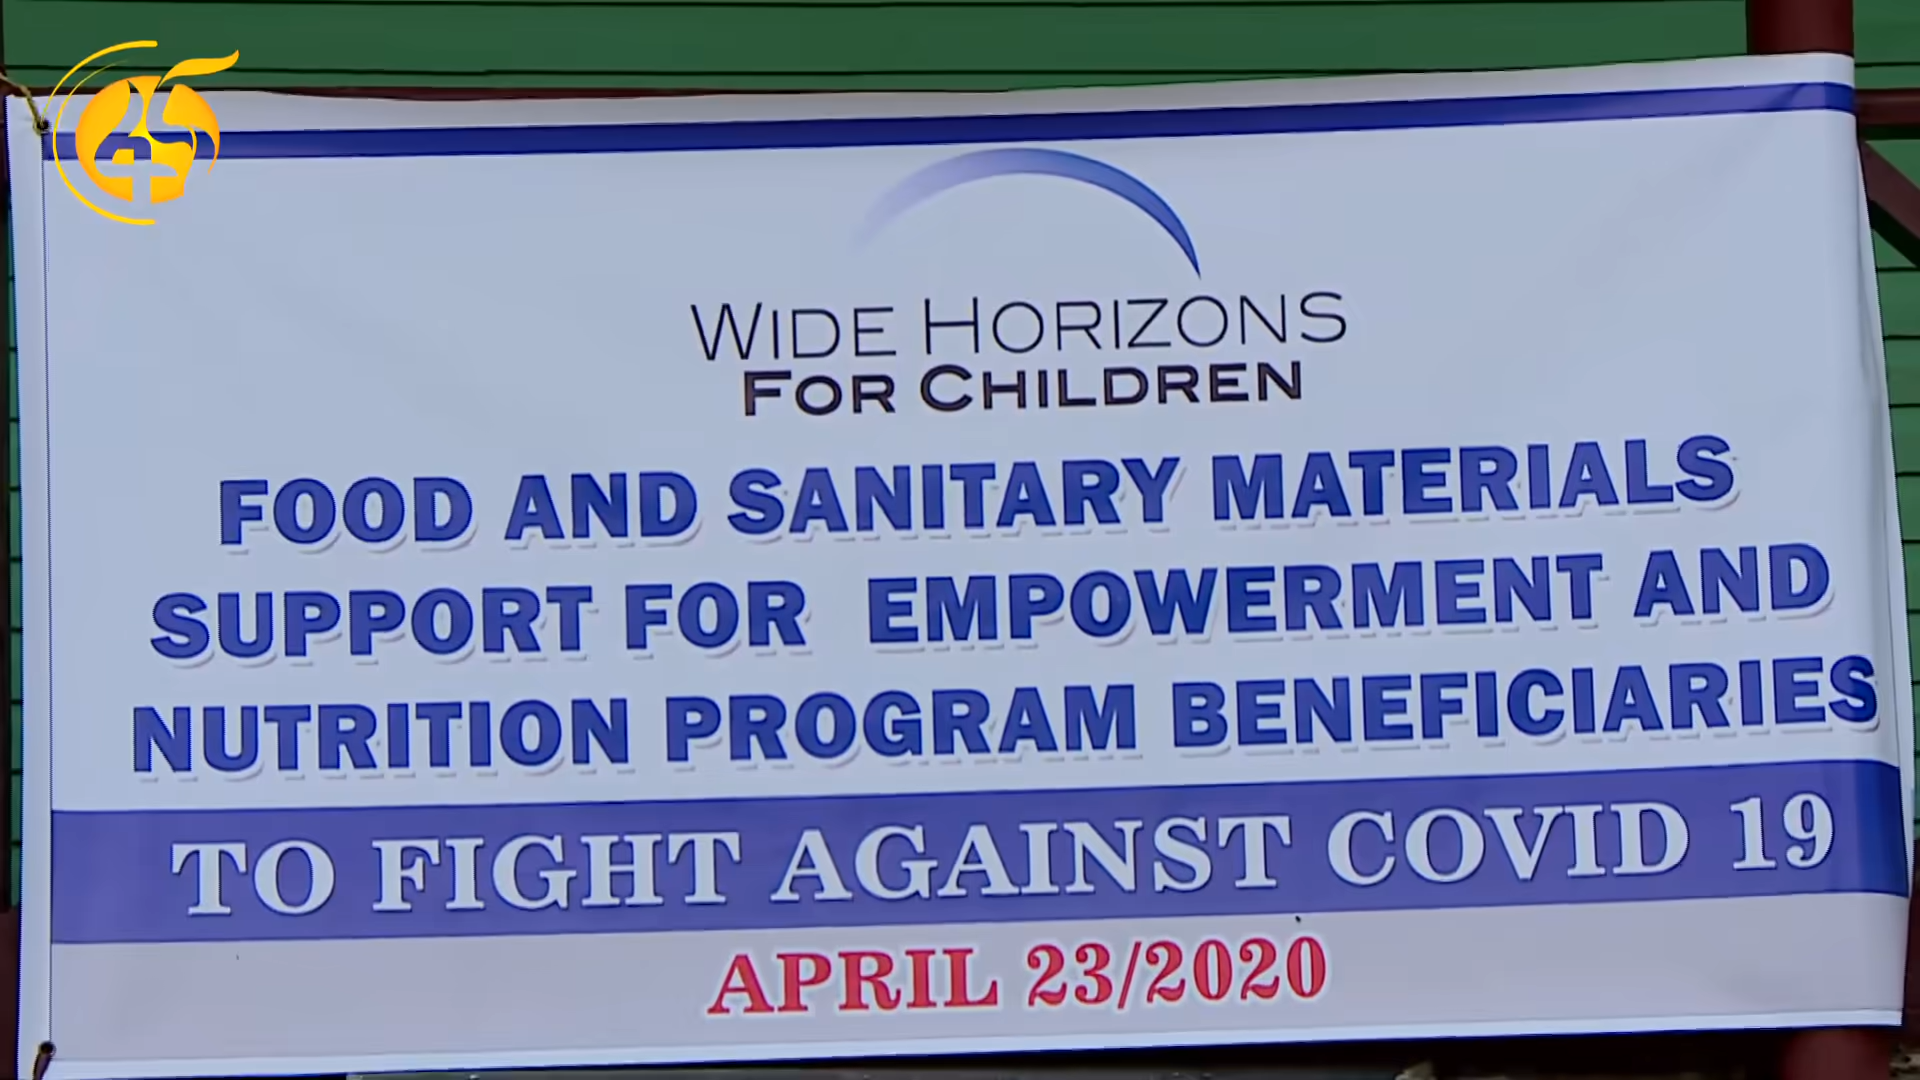 WIDE HORIZONS
FOR CHILDREN
FOOD AND SANITARY MATERIALS
SUPPORT FOR EMPOWERMENT AND
NUTRITION PROGRAM BENEFICIARIES
TO FIGHT AGAINST COVID 19
APRIL 23/2020